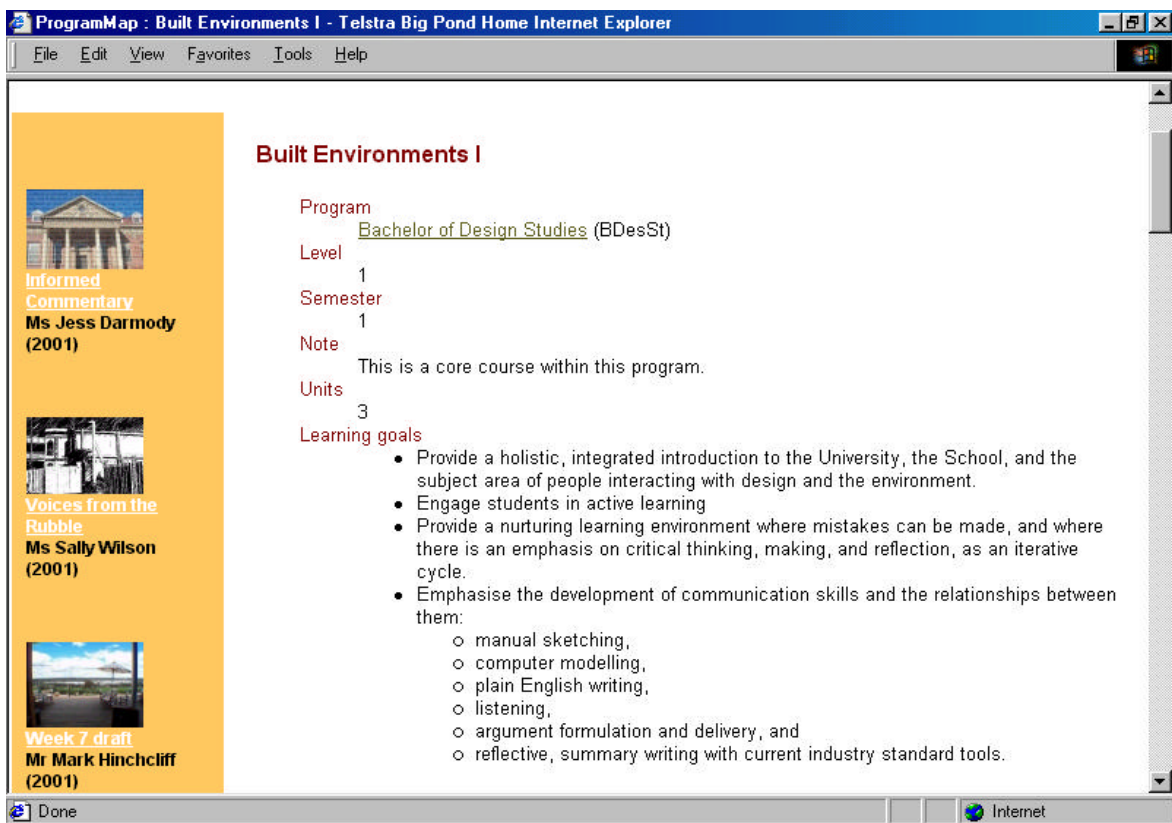 ProgramMap : Built Environments I - Telstra Big Pond Home Internet Explorer
File Edit View Favorites Tools Help
Informed
Commentary
Ms Jess Darmody
(2001)
Voices from the
Rubble
Ms Sally Wilson
(2001)
Week 7 draft
Mr Mark Hinchcliff
(2001)
Built Environments I
Program
Bachelor of Design Studies (BDesSt)
Level
1
Semester
1
Note
This is a core course within this program.
Units
3
Learning goals
• Provide a holistic, integrated introduction to the University, the School, and the
subject area of people interacting with design and the environment.
• Engage students in active learning
• Provide a nurturing learning environment where mistakes can be made, and where
there is an emphasis on critical thinking, making, and reflection, as an iterative
cycle.
• Emphasise the development of communication skills and the relationships between
them:
o manual sketching,
o computer modelling,
o plain English writing,
o listening,
o argument formulation and delivery, and
o reflective, summary writing with current industry standard tools.
Done
Internet